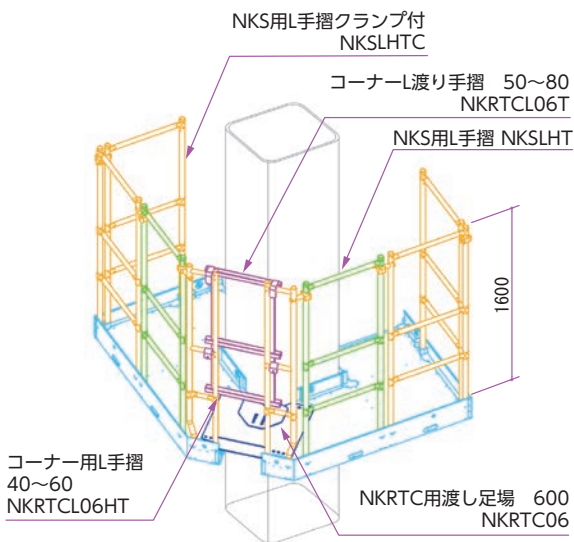 NKS用L手摺クランプ付
NKSLHTC
コーナーL渡り手摺　50～80
NKRTCL06T
NKS用L手摺 NKSLHT
1600
コーナー用L手摺
40～60
NKRTCL06HT
NKRTC用渡し足場　600
NKRTC06